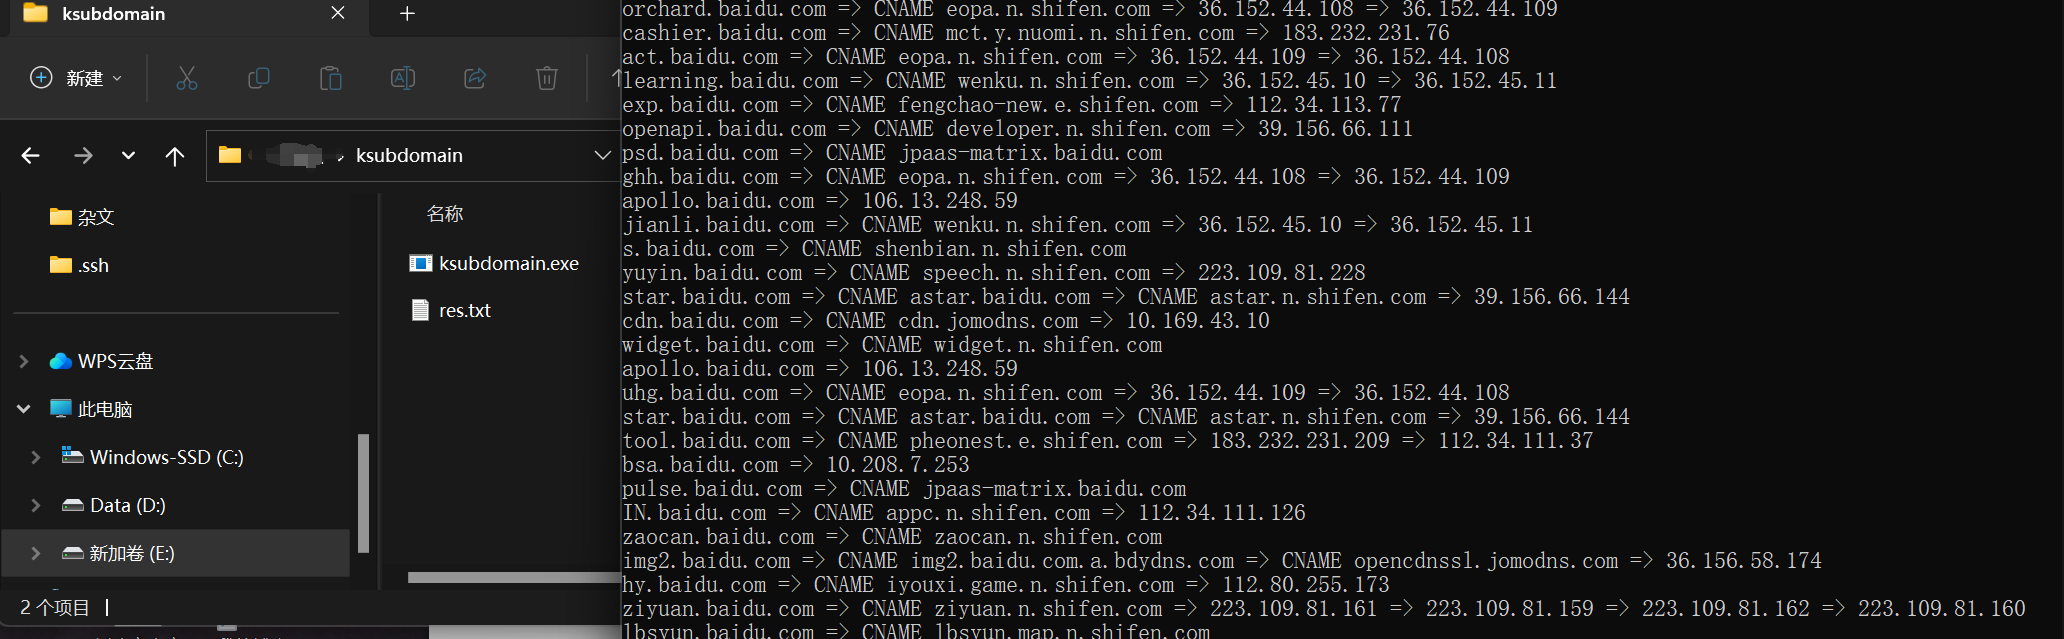 ksubdomain
新建
ksubdomain
杂文
.ssh
WPS云盘
此电脑
Windows-SSD (C:)
Data (D:)
新加卷 (E:)
2 个项目
名称
ksubdomain.exe
res.txt
orchard.baidu.com => CNAME eopa.n.shifen.com => 36.152.44.108 => 36.152.44.109
cashier.baidu.com => CNAME mct.y.nuomi.n.shifen.com => 183.232.231.76
act.baidu.com => CNAME eopa.n.shifen.com => 36.152.44.109 => 36.152.44.108
learning.baidu.com => CNAME wenku.n.shifen.com => 36.152.45.10 => 36.152.45.11
exp.baidu.com => CNAME fengchao-new.e.shifen.com => 112.34.113.77
openapi.baidu.com => CNAME developer.n.shifen.com => 39.156.66.111
psd.baidu.com => CNAME jpaas-matrix.baidu.com
ghh.baidu.com => CNAME eopa.n.shifen.com => 36.152.44.108 => 36.152.44.109
apollo.baidu.com => 106.13.248.59
jianli.baidu.com => CNAME wenku.n.shifen.com => 36.152.45.10 => 36.152.45.11
s.baidu.com => CNAME shenbian.n.shifen.com
yuyin.baidu.com => CNAME speech.n.shifen.com => 223.109.81.228
star.baidu.com => CNAME astar.baidu.com => CNAME astar.n.shifen.com => 39.156.66.144
cdn.baidu.com => CNAME cdn.jomodns.com => 10.169.43.10
widget.baidu.com => CNAME widget.n.shifen.com
apollo.baidu.com => 106.13.248.59
uhg.baidu.com => CNAME eopa.n.shifen.com => 36.152.44.109 => 36.152.44.108
star.baidu.com => CNAME astar.baidu.com => CNAME astar.n.shifen.com => 39.156.66.144
tool.baidu.com => CNAME pheonest.e.shifen.com => 183.232.231.209 => 112.34.111.37
bsa.baidu.com => 10.208.7.253
pulse.baidu.com => CNAME jpaas-matrix.baidu.com
IN.baidu.com => CNAME appc.n.shifen.com => 112.34.111.126
zaocan.baidu.com => CNAME zaocan.n.shifen.com
img2.baidu.com => CNAME img2.baidu.com.a.bdydns.com => CNAME opencdnssl.jomodns.com => 36.156.58.174
hy.baidu.com => CNAME iyouxi.game.n.shifen.com => 112.80.255.173
ziyuan.baidu.com => CNAME ziyuan.n.shifen.com => 223.109.81.161 => 223.109.81.159 => 223.109.81.162 => 223.109.81.160
lbsyun.baidu.com => CNAME lbsyun.map.n.shifen.com